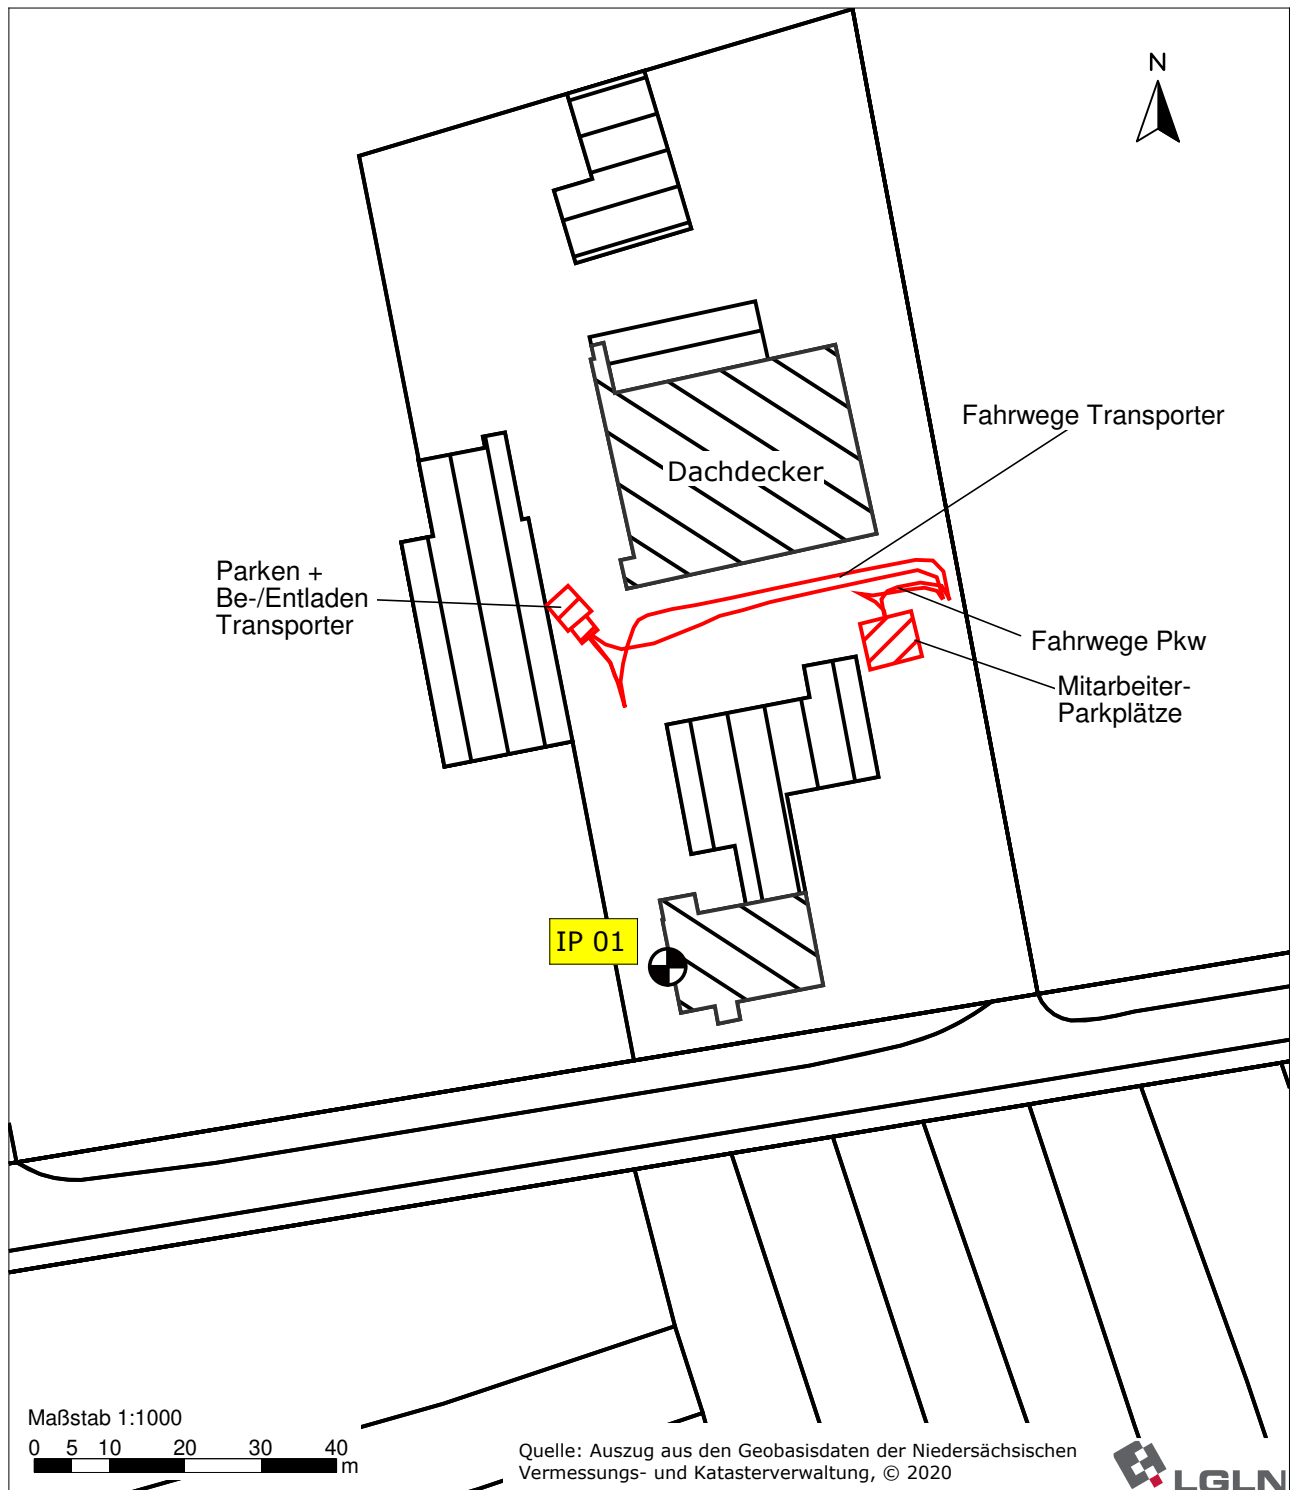 N
Fahrwege Transporter
Dachdecker
Parken +
Be-/Entladen
Transporter
Fahrwege Pkw
Mitarbeiter-
Parkplätze
IP 01
Maßstab 1:1000
0 5 10 20 30 40
m
Quelle: Auszug aus den Geobasisdaten der Niedersächsischen
Vermessungs- und Katasterverwaltung, © 2020
LGLN